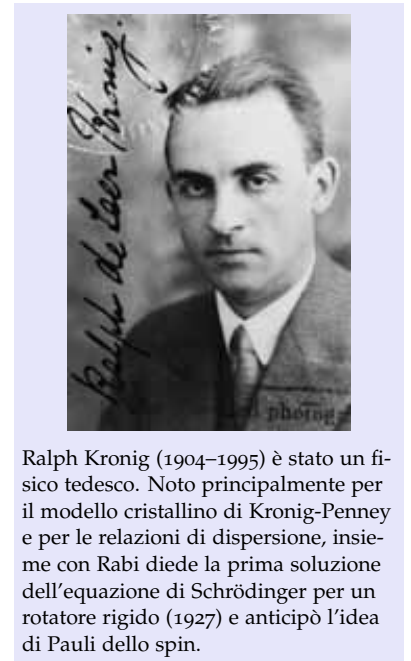 Ralph de Laer Kronig.
photog
Ralph Kronig (1904–1995) è stato un fi-
sico tedesco. Noto principalmente per
il modello cristallino di Kronig-Penney
e per le relazioni di dispersione, insie-
me con Rabi diede la prima soluzione
dell'equazione di Schrödinger per un
rotatore rigido (1927) e anticipò l'idea
di Pauli dello spin.